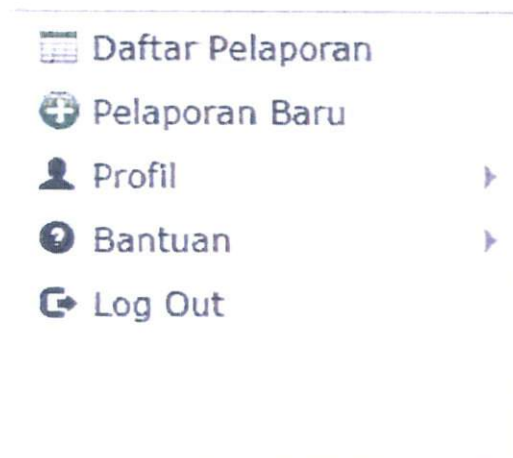 Daftar Pelaporan
Pelaporan Baru
Profil
Bantuan
Log Out